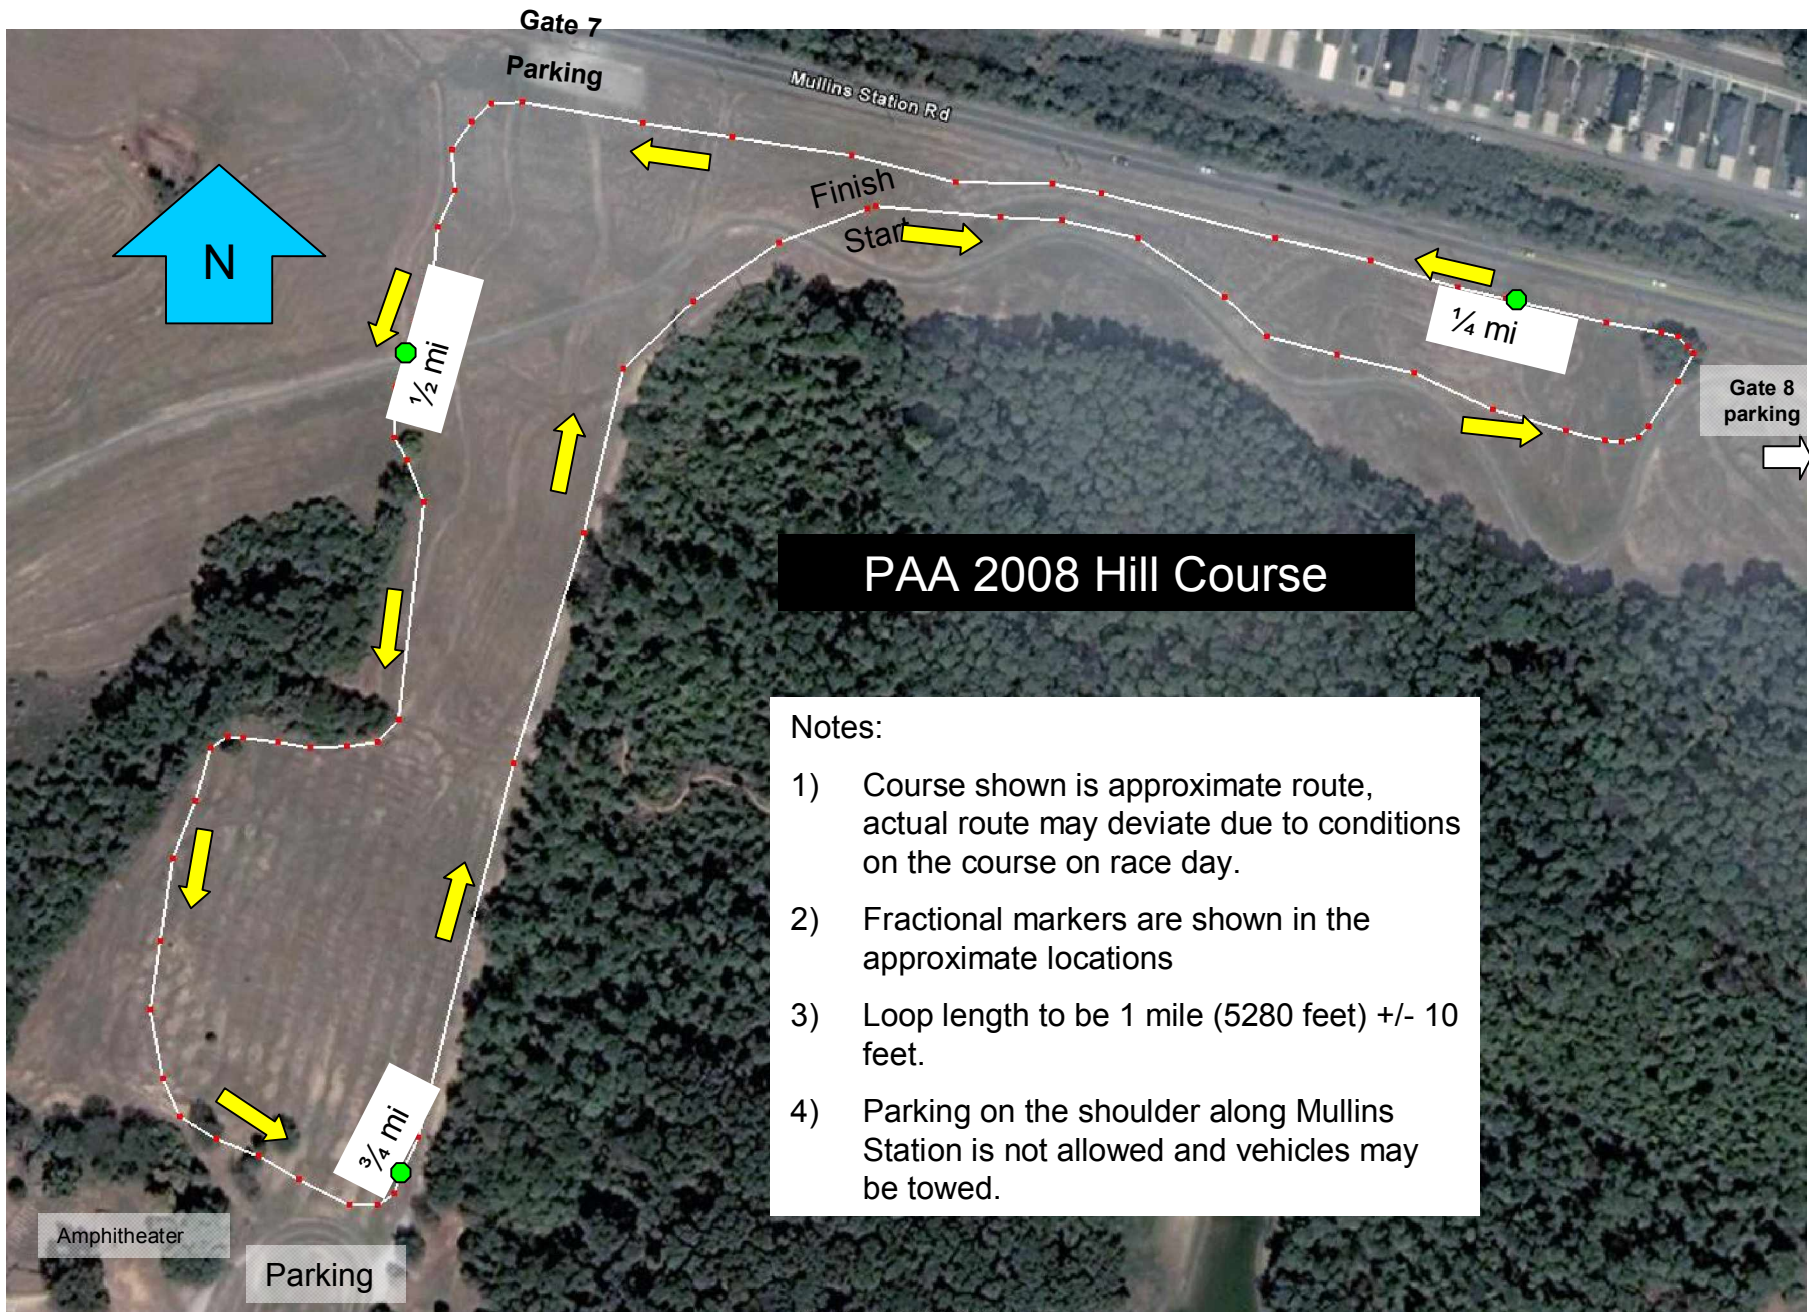 Gate 7
Parking
Mullins Station Rd
N
Finish
Start
¼ mi
½ mi
Gate 8
parking
PAA 2008 Hill Course
Notes:
1) Course shown is approximate route,
actual route may deviate due to conditions
on the course on race day.
2) Fractional markers are shown in the
approximate locations
3) Loop length to be 1 mile (5280 feet) +/- 10
feet.
4) Parking on the shoulder along Mullins
Station is not allowed and vehicles may
be towed.
¾ mi
Amphitheater
Parking